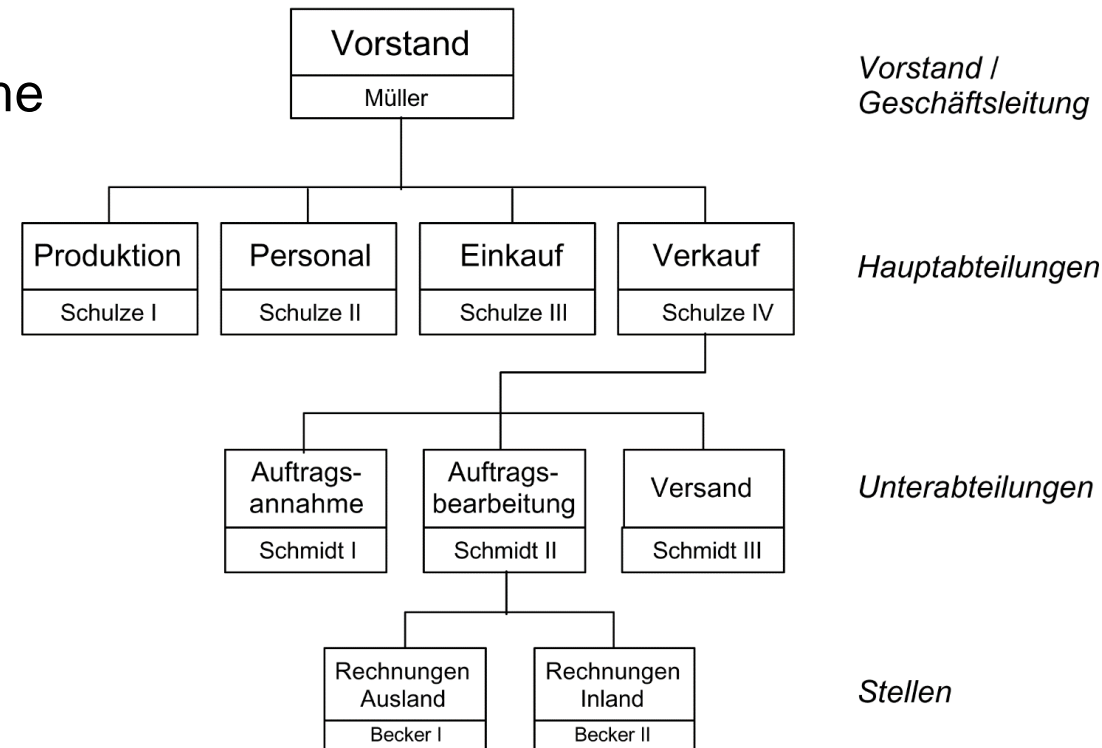 ne
Vorstand
Müller
Vorstand /
Geschäftsleitung
Produktion
Schulze I
Personal
Schulze II
Einkauf
Schulze III
Verkauf
Schulze IV
Hauptabteilungen
Auftrags-
annahme
Schmidt I
Auftrags-
bearbeitung
Schmidt II
Versand
Schmidt III
Unterabteilungen
Rechnungen
Ausland
Becker I
Rechnungen
Inland
Becker II
Stellen